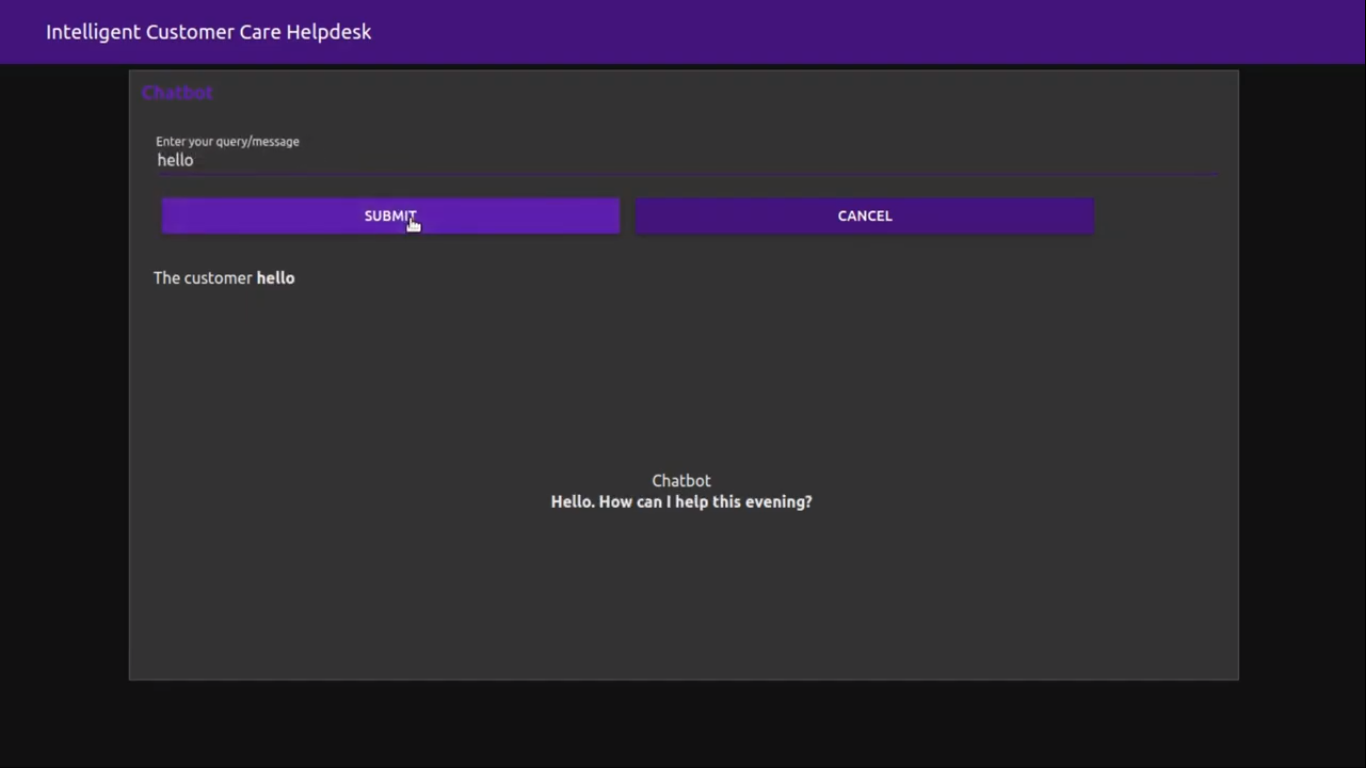 Intelligent Customer Care Helpdesk
Chatbot
Enter your query/message
hello
SUBMIT CANCEL
The customer hello
Chatbot
Hello. How can I help this evening?